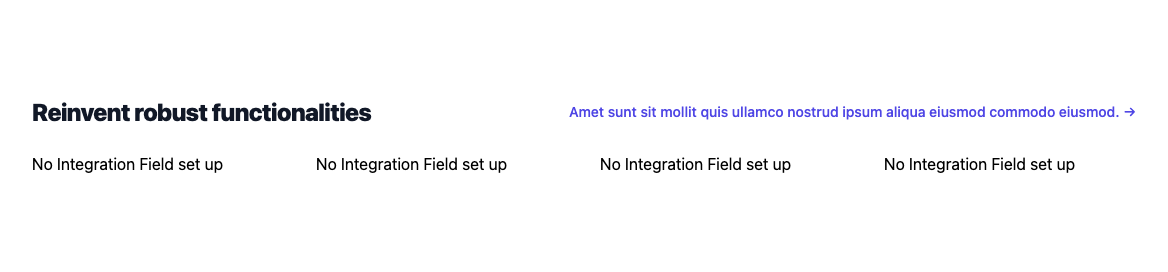 Reinvent robust functionalities
Amet sunt sit mollit quis ullamco nostrud ipsum aliqua eiusmod commodo eiusmod. →
No Integration Field set up
No Integration Field set up
No Integration Field set up
No Integration Field set up